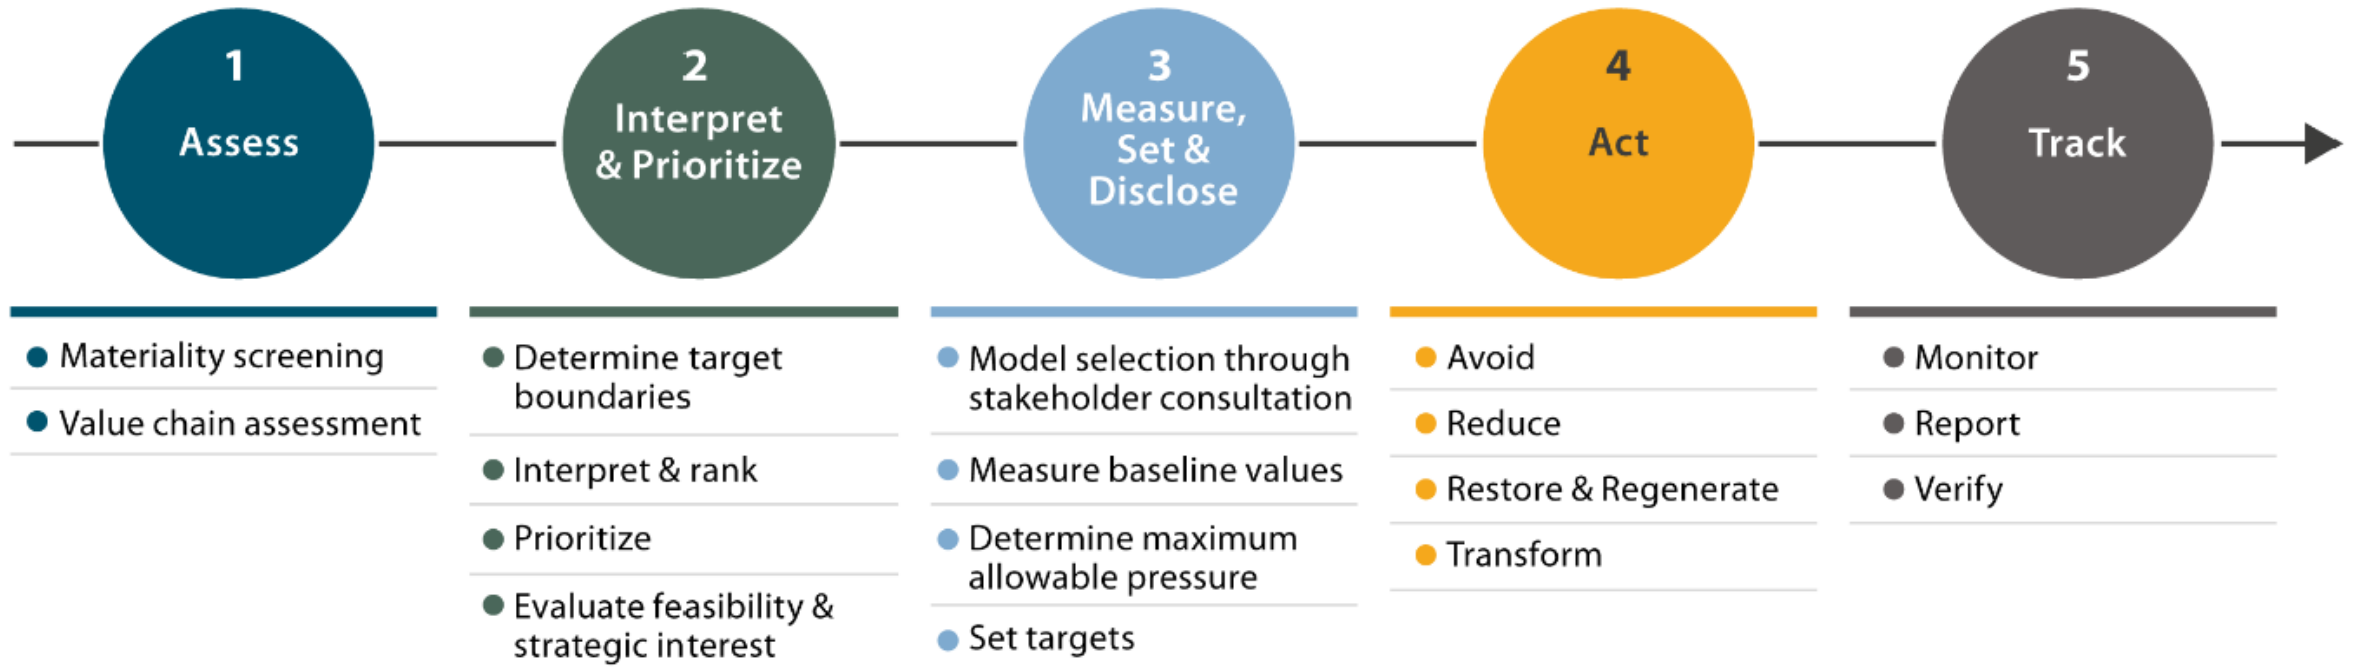 1
Assess
Materiality screening
Value chain assessment
2
Interpret
& Prioritize
Determine target
boundaries
Interpret & rank
Prioritize
Evaluate feasibility &
strategic interest
3
Measure,
Set &
Disclose
Model selection through
stakeholder consultation
Measure baseline values
Determine maximum
allowable pressure
Set targets
4
Act
Avoid
Reduce
Restore & Regenerate
Transform
5
Track
Monitor
Report
Verify